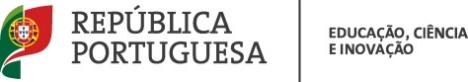 REPÚBLICA
PORTUGUESA
EDUCAÇÃO, CIÊNCIA
E INOVAÇÃO